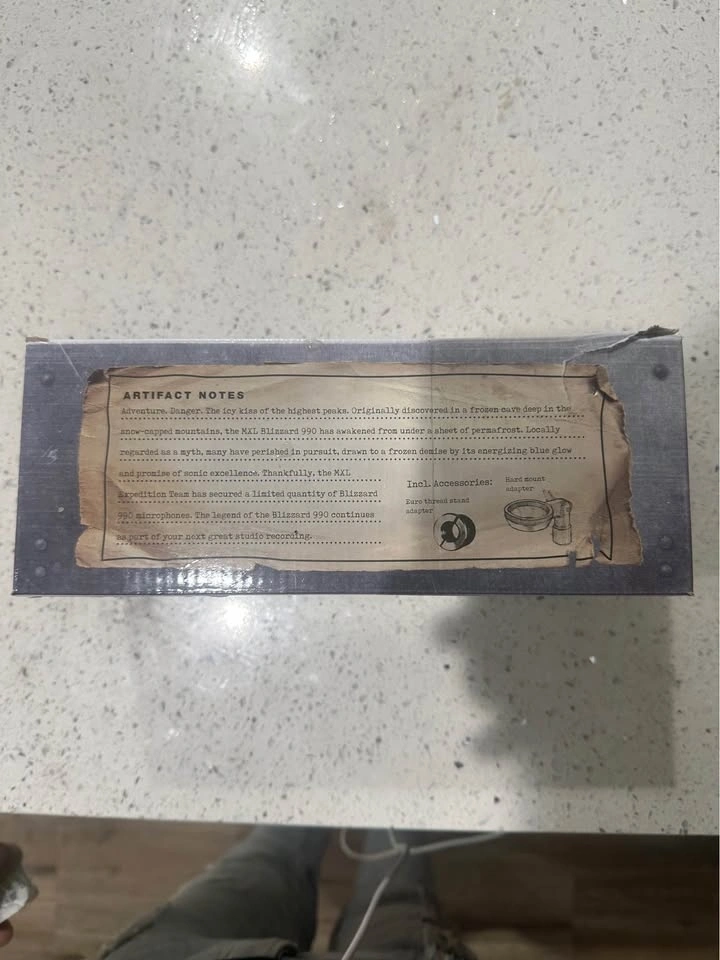 ARTIFACT NOTES
Adventure. Danger. The icy kiss of the highest peaks. Originally discovered in a frozen cave deep in the
snow-capped mountains, the MXL Blizzard 990 has awakened from under a sheet of permafrost. Locally
regarded as a myth, many have perished in pursuit, drawn to a frozen demise by its energizing blue glow
and promise of sonic excellence. Thankfully, the MXL
Expedition Team has secured a limited quantity of Blizzard
990 microphones. The legend of the Blizzard 990 continues
as part of your next great studio recording.
Incl. Accessories:
Euro thread stand
adapter
Hard mount
adapter